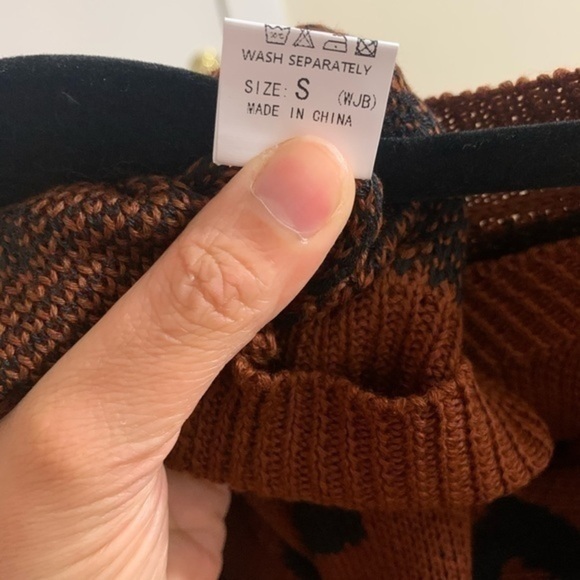 WASH SEPARATELY
SIZE: S (WJB)
MADE IN CHINA